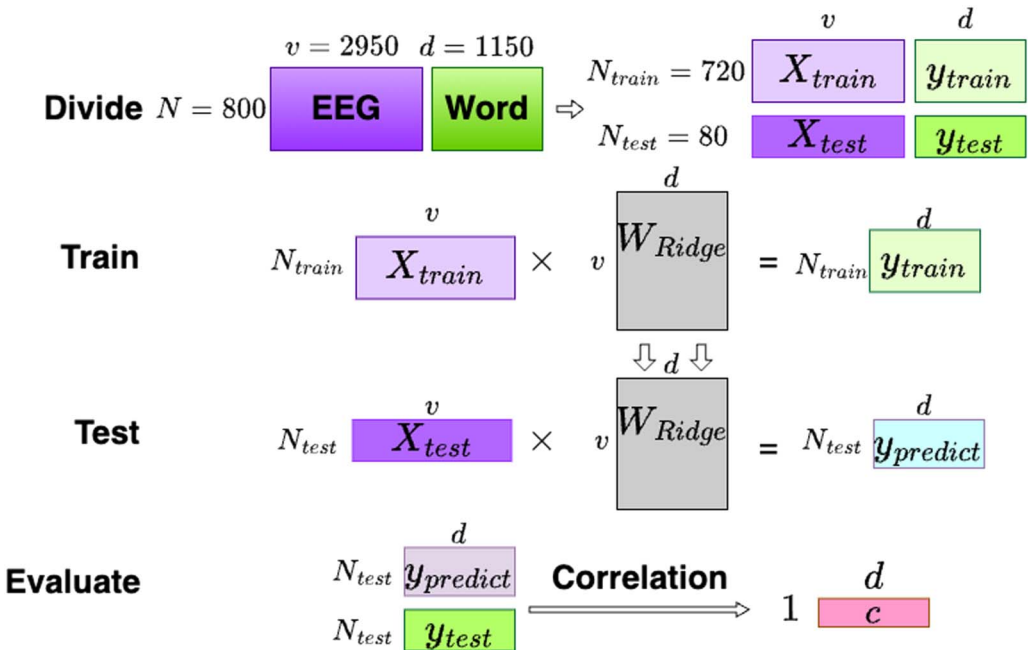 v = 2950 d = 1150 v d
Divide N = 800 EEG Word N_train = 720 X_train y_train
N_test = 80 X_test y_test
d
v d
Train N_train X_train × v W_Ridge = N_train y_train
d
v d
Test N_test X_test × v W_Ridge = N_test y_predict
d
Evaluate N_test y_predict Correlation d
1 c
N_test y_test